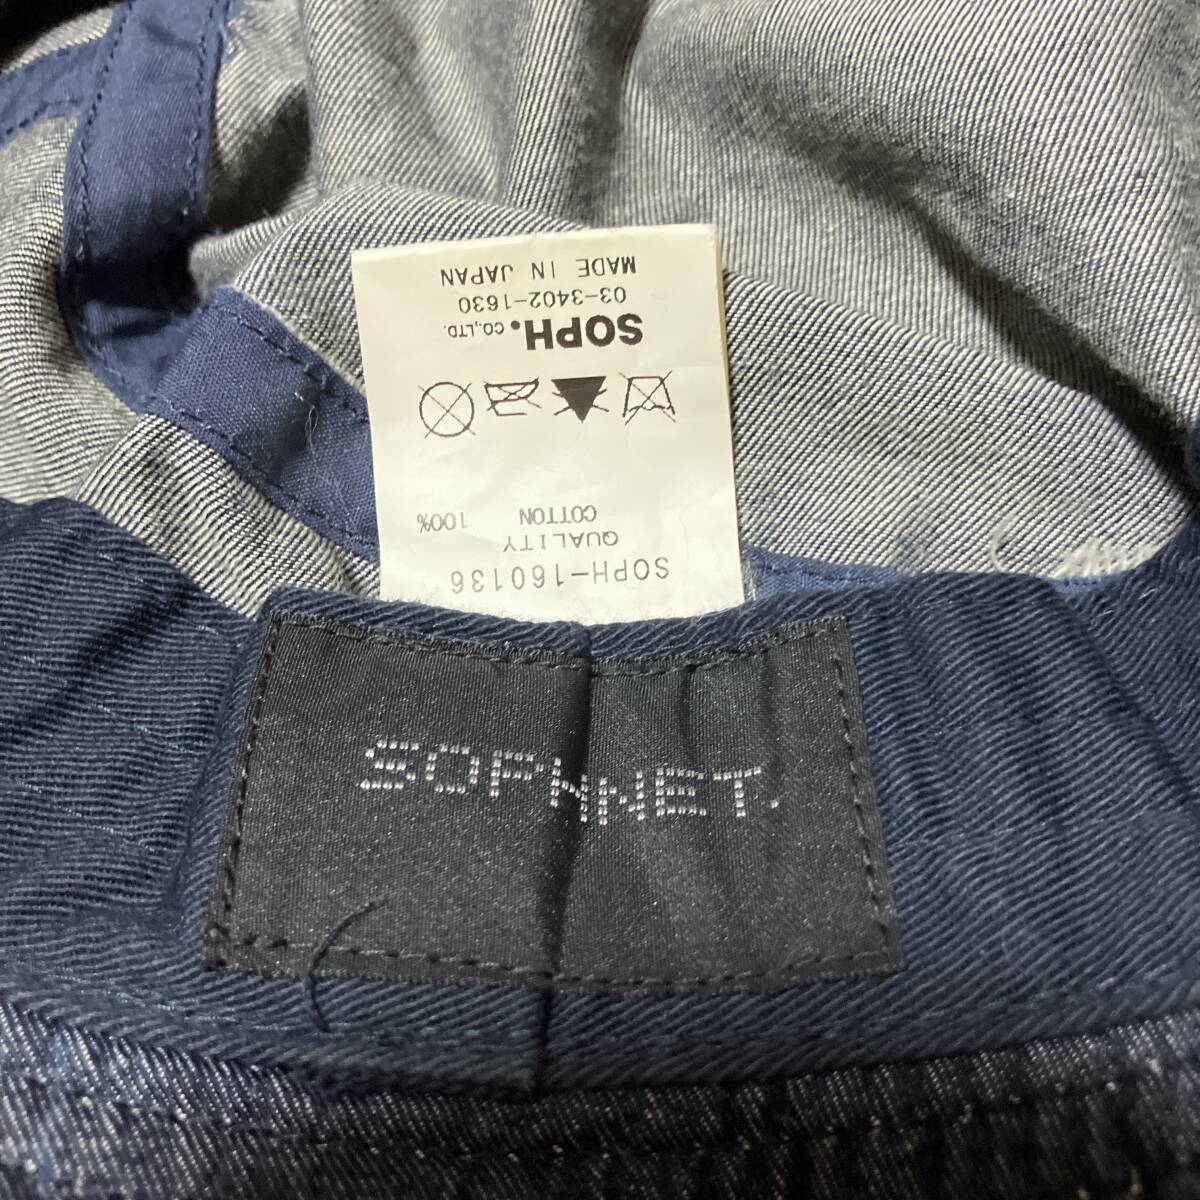 SOPH-160136
QUALITY
COTTON 100%
SOPH. CO.,LTD.
03-3402-1630
MADE IN JAPAN
SOPHNET.